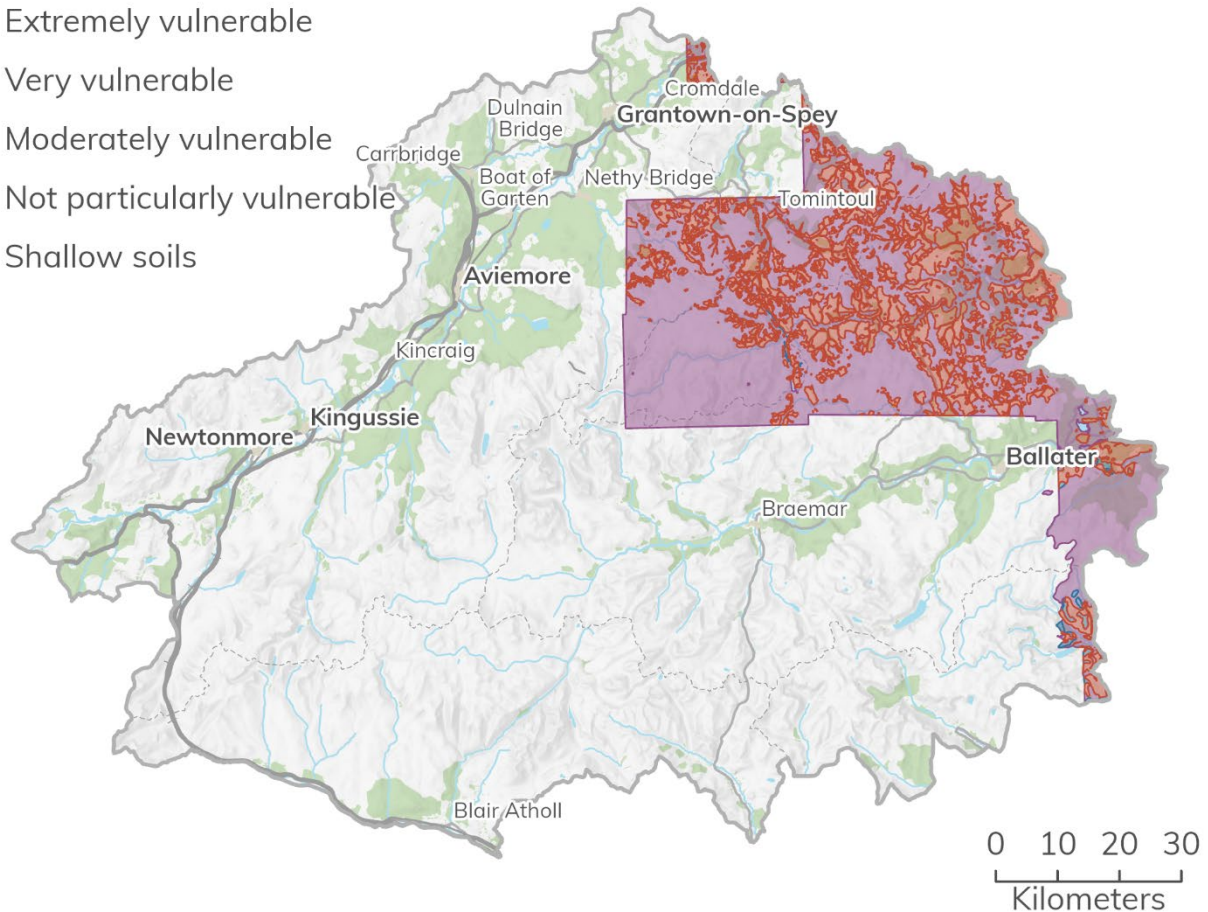 Extremely vulnerable
Very vulnerable
Moderately vulnerable
Not particularly vulnerable
Shallow soils
Cromdale
Grantown-on-Spey
Dulnain
Bridge
Carrbridge
Boat of
Garten
Nethy Bridge
Tomintoul
Aviemore
Kincraig
Kingussie
Newtonmore
Ballater
Braemar
Blair Atholl
0 10 20 30
Kilometers